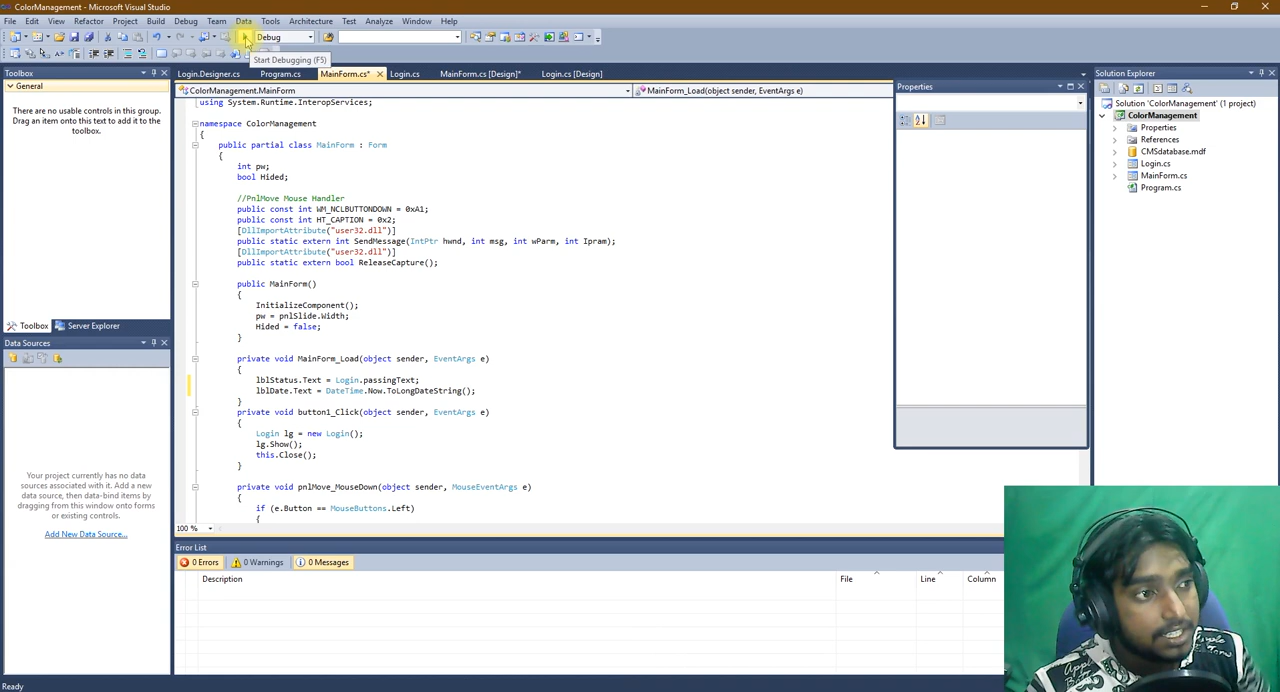 ColorManagement - Microsoft Visual Studio
File Edit View Refactor Project Build Debug Team Data Tools Architecture Test Analyze Window Help
Debug
Start Debugging (F5)
Toolbox
General
There are no usable controls in this group.
Drag an item onto this text to add it to the
toolbox.
Toolbox Server Explorer
Data Sources
Your project currently has no data
sources associated with it. Add a
new data source, then data-bind items by
dragging from this window onto forms
or existing controls.
Add New Data Source...
Login.Designer.cs Program.cs MainForm.cs* Login.cs MainForm.cs [Design]* Login.cs [Design]
ColorManagement.MainForm MainForm_Load(object sender, EventArgs e)
using System.Runtime.InteropServices;
namespace ColorManagement
{
public partial class MainForm : Form
{
int pw;
bool Hided;
//PnlMove Mouse Handler
public const int WM_NCLBUTTONDOWN = 0xA1;
public const int HT_CAPTION = 0x2;
[DllImportAttribute("user32.dll")]
public static extern int SendMessage(IntPtr hwnd, int msg, int wParm, int Ipram);
[DllImportAttribute("user32.dll")]
public static extern bool ReleaseCapture();
public MainForm()
{
InitializeComponent();
pw = pnlSlide.Width;
Hided = false;
}
private void MainForm_Load(object sender, EventArgs e)
{
lblStatus.Text = Login.passingText;
lblDate.Text = DateTime.Now.ToLongDateString();
}
private void button1_Click(object sender, EventArgs e)
{
Login lg = new Login();
lg.Show();
this.Close();
}
private void pnlMove_MouseDown(object sender, MouseEventArgs e)
{
if (e.Button == MouseButtons.Left)
{
100 %
Error List
0 Errors 0 Warnings 0 Messages
Description File Line Column
Properties
Solution Explorer
Solution 'ColorManagement' (1 project)
ColorManagement
Properties
References
CMSdatabase.mdf
Login.cs
MainForm.cs
Program.cs
Ready